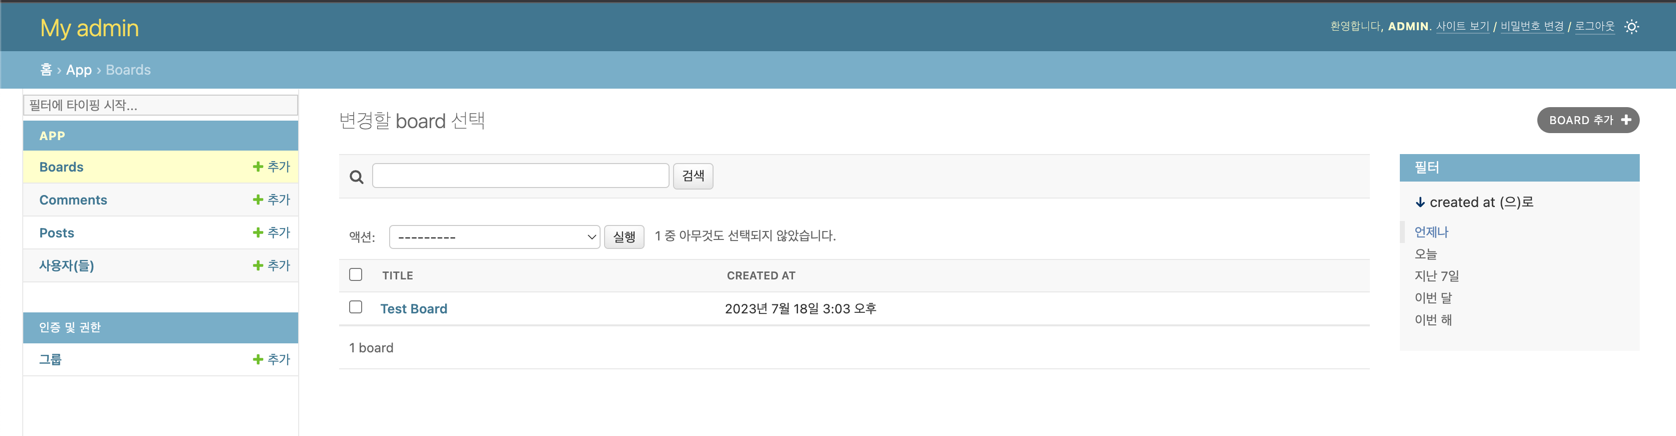 My admin
환영합니다, ADMIN. 사이트 보기 / 비밀번호 변경 / 로그아웃
홈 › App › Boards
필터에 타이핑 시작...
APP
Boards 추가
Comments 추가
Posts 추가
사용자(들) 추가
인증 및 권한
그룹 추가
변경할 board 선택
BOARD 추가
검색
액션: --------- 실행 1 중 아무것도 선택되지 않았습니다.
TITLE CREATED AT
Test Board 2023년 7월 18일 3:03 오후
1 board
필터
↓ created at (으)로
언제나
오늘
지난 7일
이번 달
이번 해